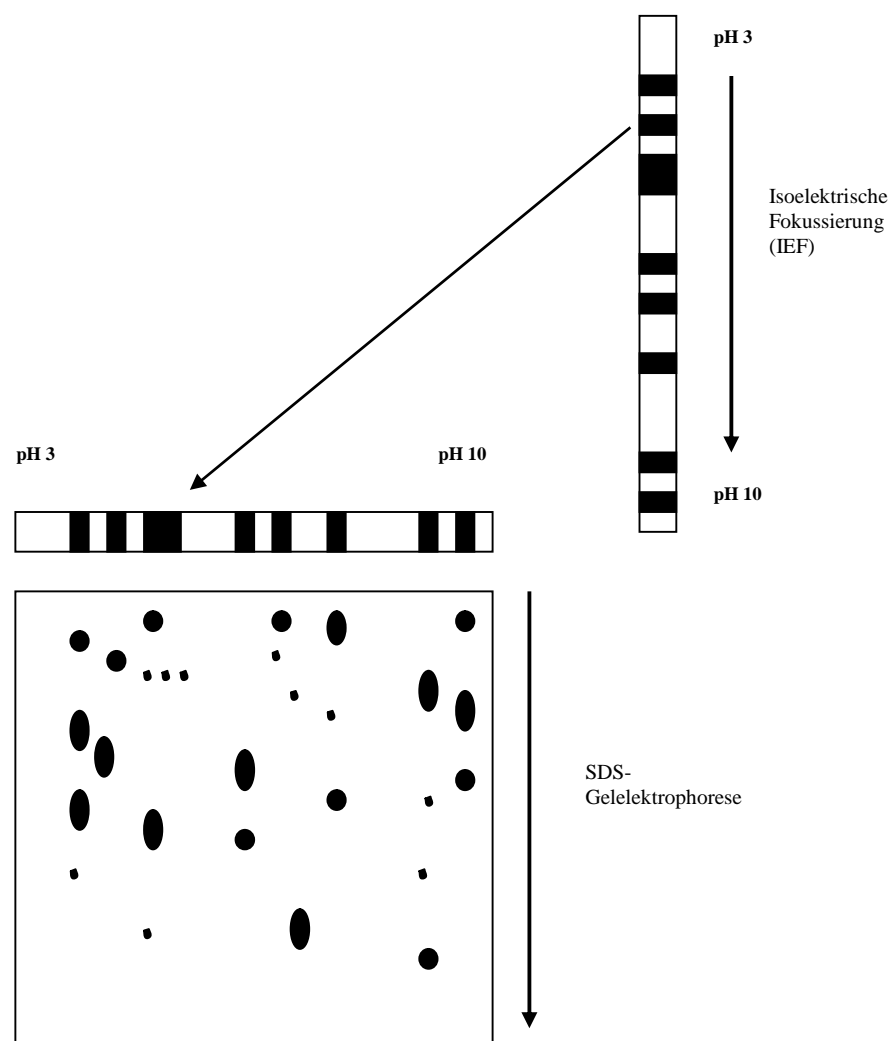 pH 3
Isoelektrische
Fokussierung
(IEF)
pH 3
pH 10
pH 10
SDS-
Gelelektrophorese